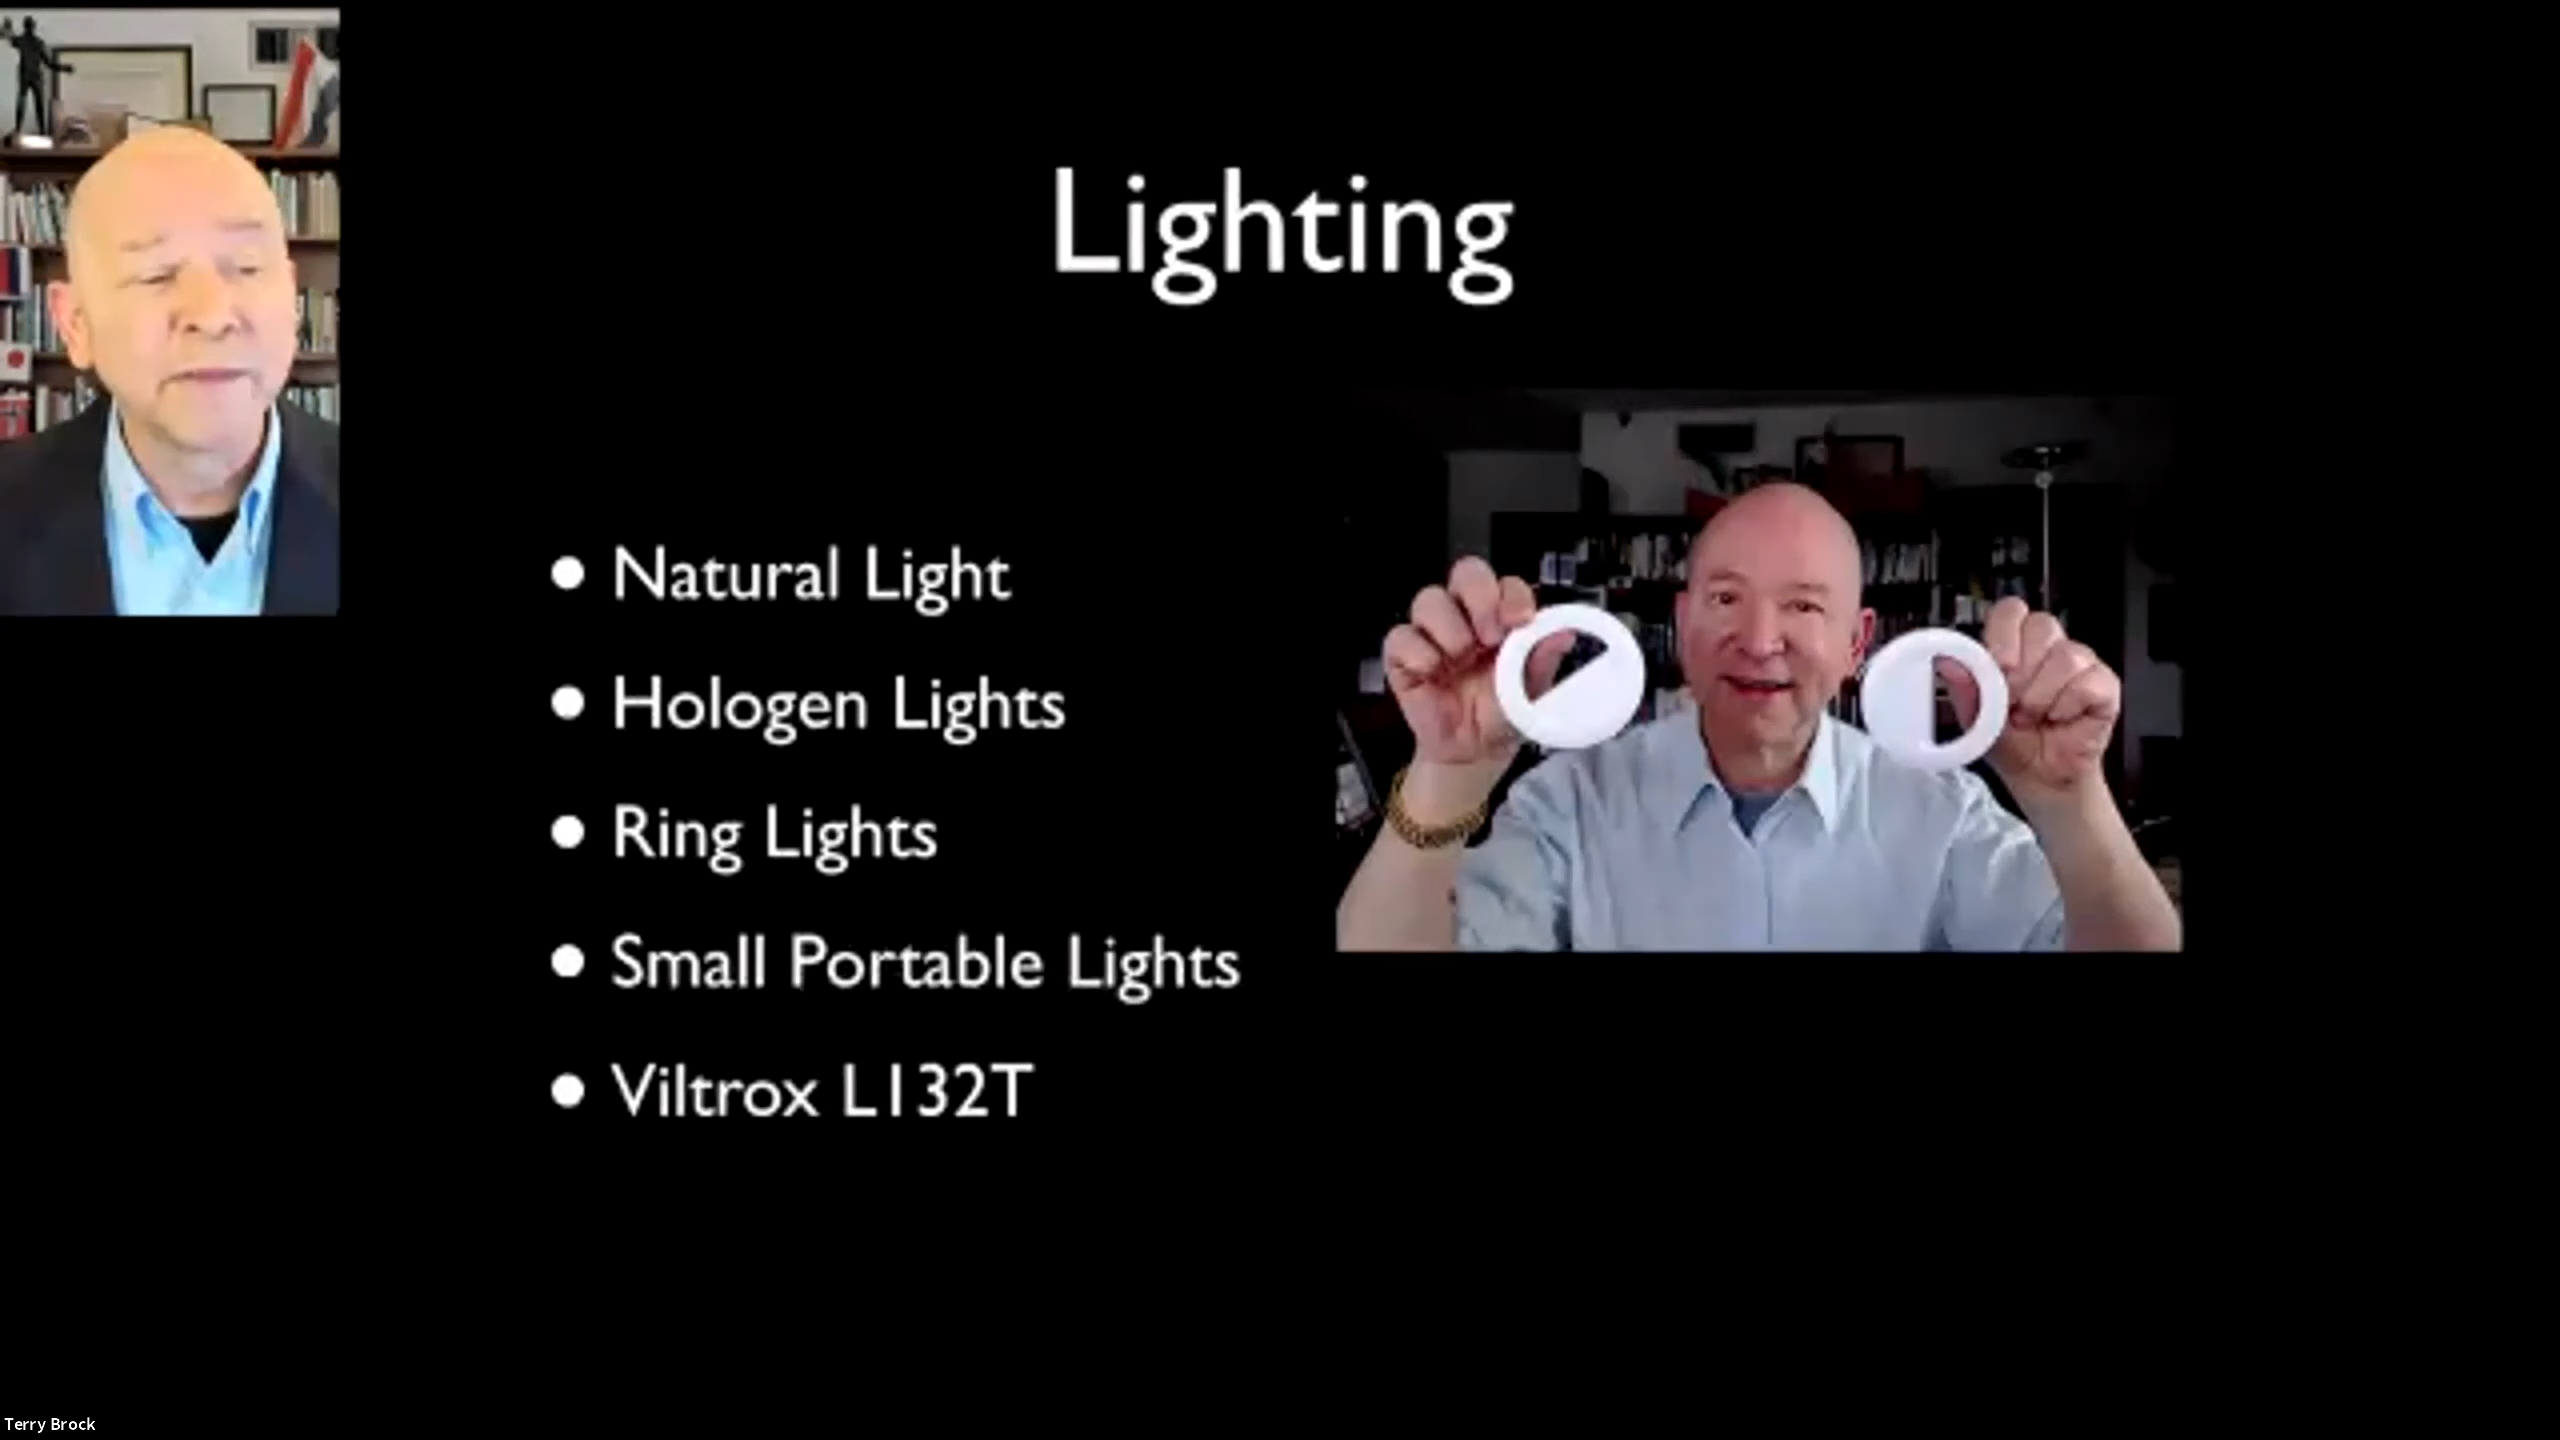 Lighting
• Natural Light
• Hologen Lights
• Ring Lights
• Small Portable Lights
• Viltrox L132T
Terry Brock